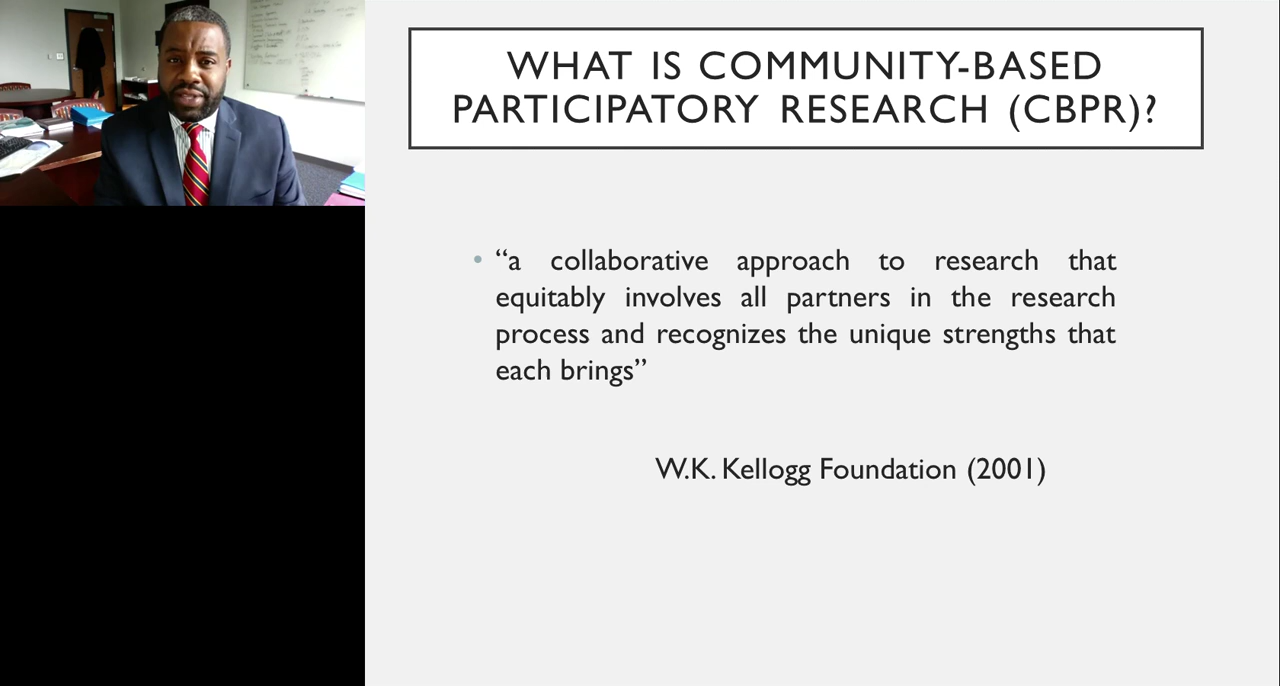 WHAT IS COMMUNITY-BASED
PARTICIPATORY RESEARCH (CBPR)?
• “a collaborative approach to research that
equitably involves all partners in the research
process and recognizes the unique strengths that
each brings”
W.K. Kellogg Foundation (2001)